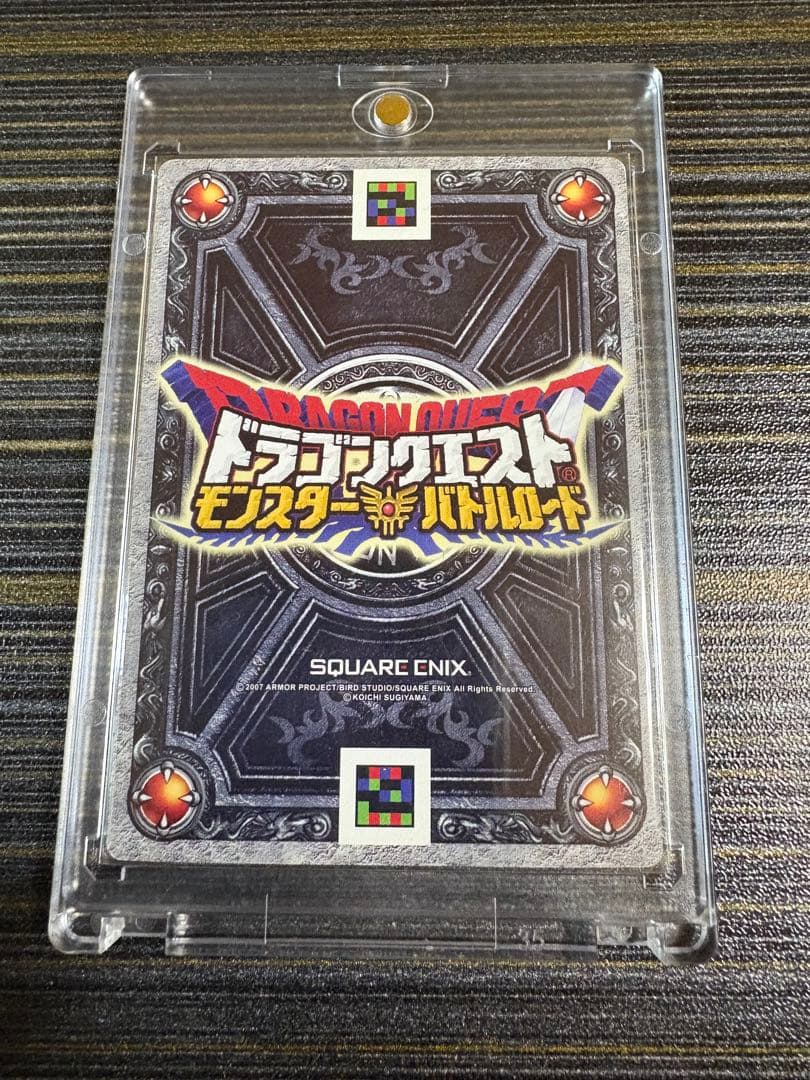 DRAGON QUEST
ドラゴンクエスト®
モンスターバトルロード
SQUARE ENIX
© 2007 ARMOR PROJECT/BIRD STUDIO/SQUARE ENIX All Rights Reserved.
© KOICHI SUGIYAMA